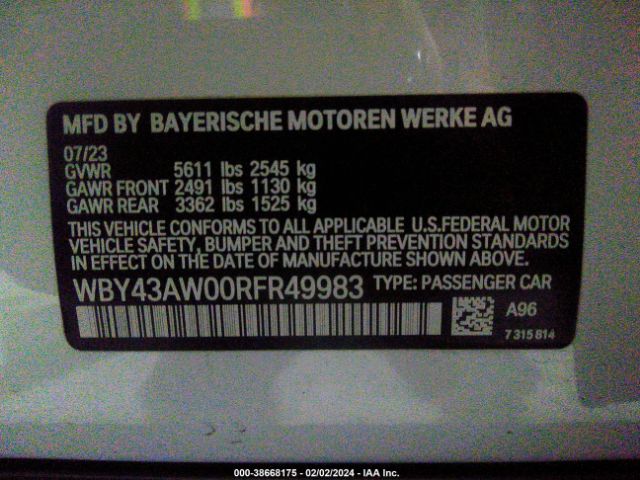 MFD BY BAYERISCHE MOTOREN WERKE AG
07/23
GVWR 5611 lbs 2545 kg
GAWR FRONT 2491 lbs 1130 kg
GAWR REAR 3362 lbs 1525 kg
THIS VEHICLE CONFORMS TO ALL APPLICABLE U.S.FEDERAL MOTOR
VEHICLE SAFETY, BUMPER AND THEFT PREVENTION STANDARDS
IN EFFECT ON THE DATE OF MANUFACTURE SHOWN ABOVE.
WBY43AW00RFR49983 TYPE: PASSENGER CAR
A96
7 315 814
000-38668175 - 02/02/2024 - IAA Inc.